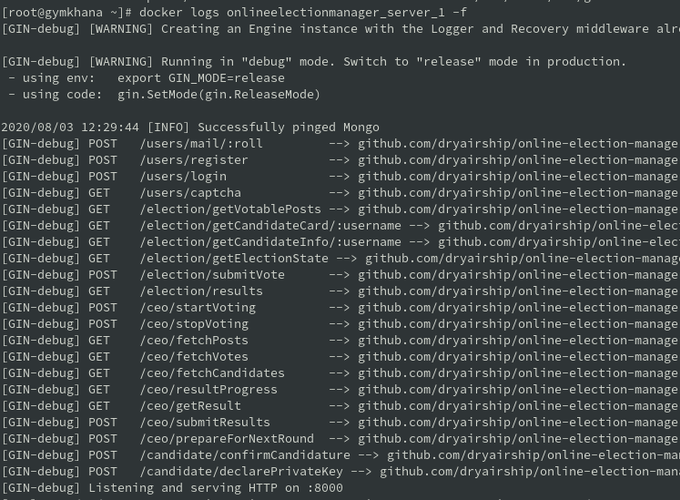 [root@gymkhana ~]# docker logs onlineelectionmanager_server_1 -f
[GIN-debug] [WARNING] Creating an Engine instance with the Logger and Recovery middleware alr
[GIN-debug] [WARNING] Running in "debug" mode. Switch to "release" mode in production.
- using env: export GIN_MODE=release
- using code: gin.SetMode(gin.ReleaseMode)
2020/08/03 12:29:44 [INFO] Successfully pinged Mongo
[GIN-debug] POST /users/mail/:roll --> github.com/dryairship/online-election-manage
[GIN-debug] POST /users/register --> github.com/dryairship/online-election-manage
[GIN-debug] POST /users/login --> github.com/dryairship/online-election-manage
[GIN-debug] GET /users/captcha --> github.com/dryairship/online-election-manage
[GIN-debug] GET /election/getVotablePosts --> github.com/dryairship/online-election-manage
[GIN-debug] GET /election/getCandidateCard/:username --> github.com/dryairship/online-elect
[GIN-debug] GET /election/getCandidateInfo/:username --> github.com/dryairship/online-elect
[GIN-debug] GET /election/getElectionState --> github.com/dryairship/online-election-manag
[GIN-debug] POST /election/submitVote --> github.com/dryairship/online-election-manage
[GIN-debug] GET /election/results --> github.com/dryairship/online-election-manage
[GIN-debug] POST /ceo/startVoting --> github.com/dryairship/online-election-manage
[GIN-debug] POST /ceo/stopVoting --> github.com/dryairship/online-election-manage
[GIN-debug] GET /ceo/fetchPosts --> github.com/dryairship/online-election-manage
[GIN-debug] GET /ceo/fetchVotes --> github.com/dryairship/online-election-manage
[GIN-debug] GET /ceo/fetchCandidates --> github.com/dryairship/online-election-manage
[GIN-debug] GET /ceo/resultProgress --> github.com/dryairship/online-election-manage
[GIN-debug] GET /ceo/getResult --> github.com/dryairship/online-election-manage
[GIN-debug] POST /ceo/submitResults --> github.com/dryairship/online-election-manage
[GIN-debug] POST /ceo/prepareForNextRound --> github.com/dryairship/online-election-manage
[GIN-debug] POST /candidate/confirmCandidature --> github.com/dryairship/online-election-man
[GIN-debug] POST /candidate/declarePrivateKey --> github.com/dryairship/online-election-mana
[GIN-debug] Listening and serving HTTP on :8000